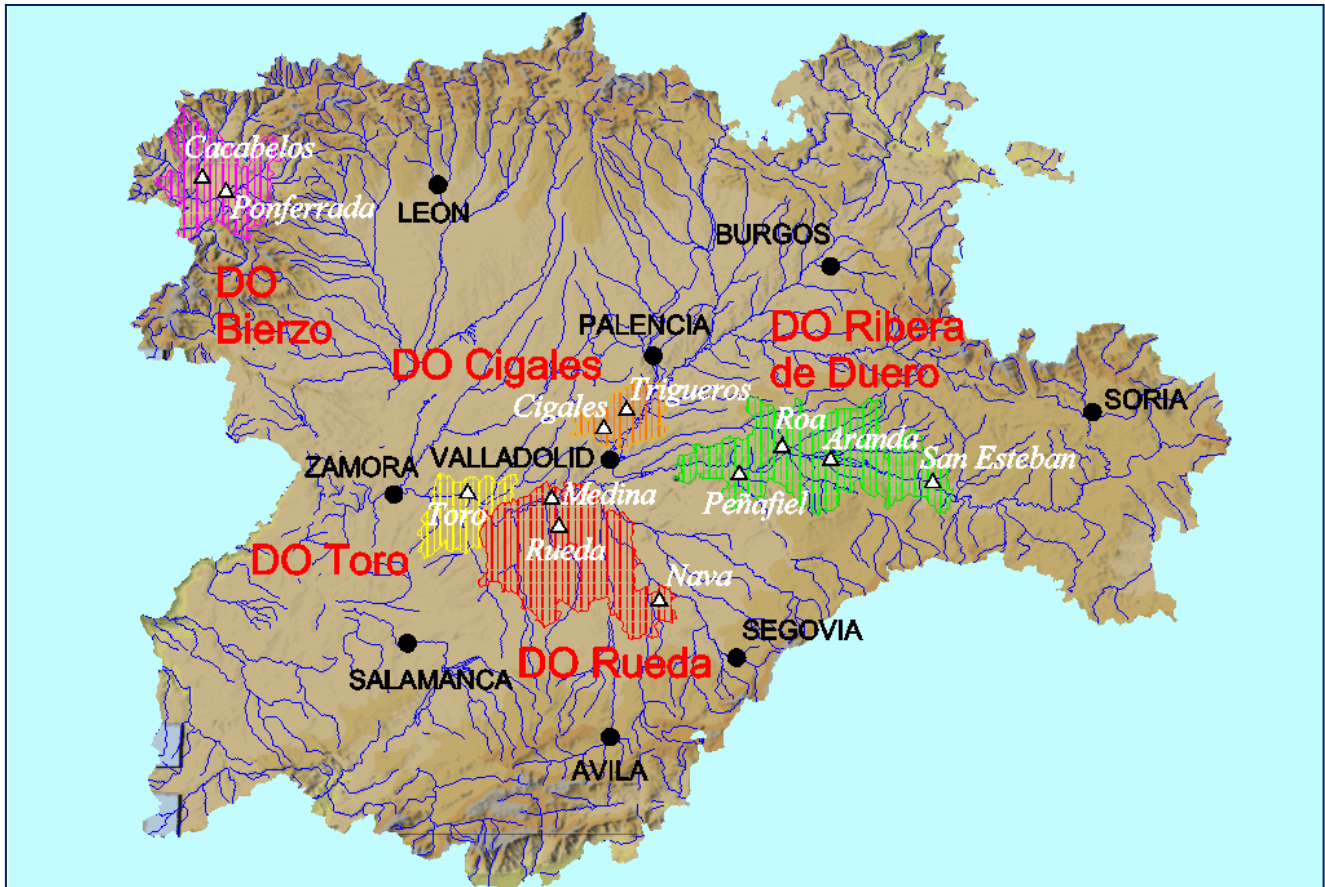 Cacabelos
Ponferrada
LEON
BURGOS
DO
Bierzo
PALENCIA
DO Ribera
de Duero
DO Cigales
Trigueros
Cigales
SORIA
Roa
Aranda
San Esteban
ZAMORA
VALLADOLID
Medina
Peñafiel
Toro
Rueda
DO Toro
Nava
SEGOVIA
DO Rueda
SALAMANCA
AVILA